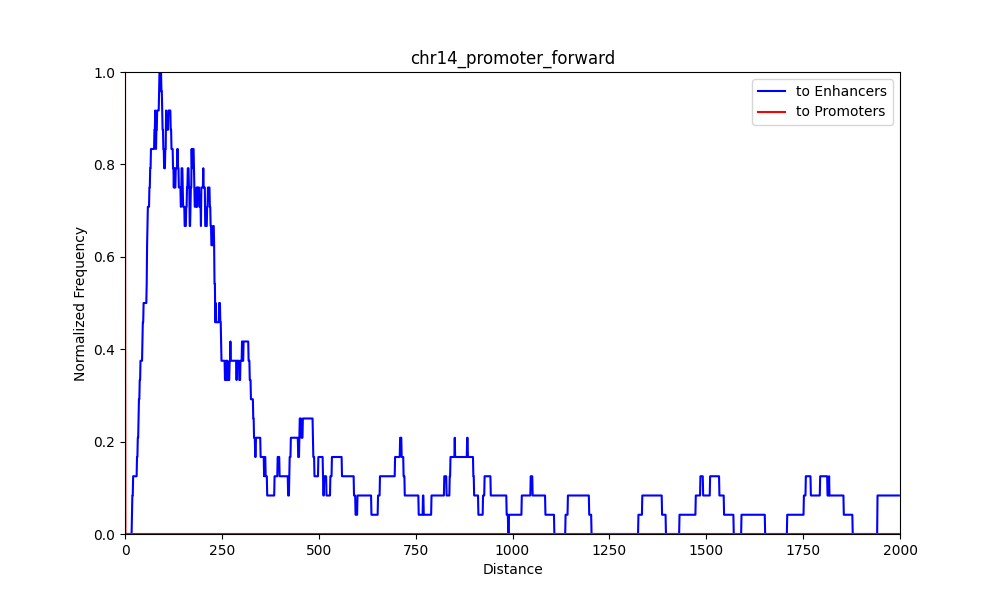 chr14_promoter_forward
to Enhancers
to Promoters
Normalized Frequency
1.0
0.8
0.6
0.4
0.2
0.0
0 250 500 750 1000 1250 1500 1750 2000
Distance